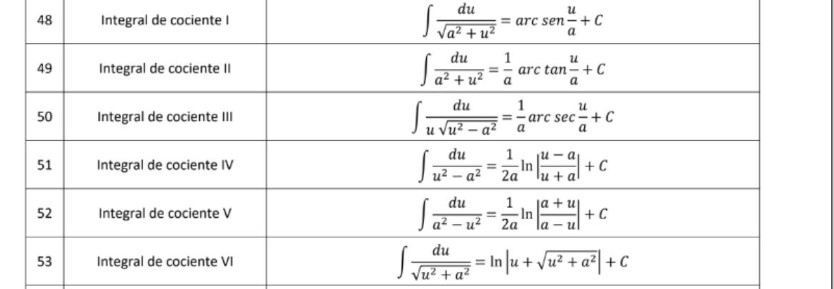 48 Integral de cociente I ∫ du/√(a² + u²) = arc sen u/a + C
49 Integral de cociente II ∫ du/(a² + u²) = 1/a arc tan u/a + C
50 Integral de cociente III ∫ du/(u √(u² − a²)) = 1/a arc sec u/a + C
51 Integral de cociente IV ∫ du/(u² − a²) = 1/2a ln |(u − a)/(u + a)| + C
52 Integral de cociente V ∫ du/(a² − u²) = 1/2a ln |(a + u)/(a − u)| + C
53 Integral de cociente VI ∫ du/√(u² + a²) = ln |u + √(u² + a²)| + C